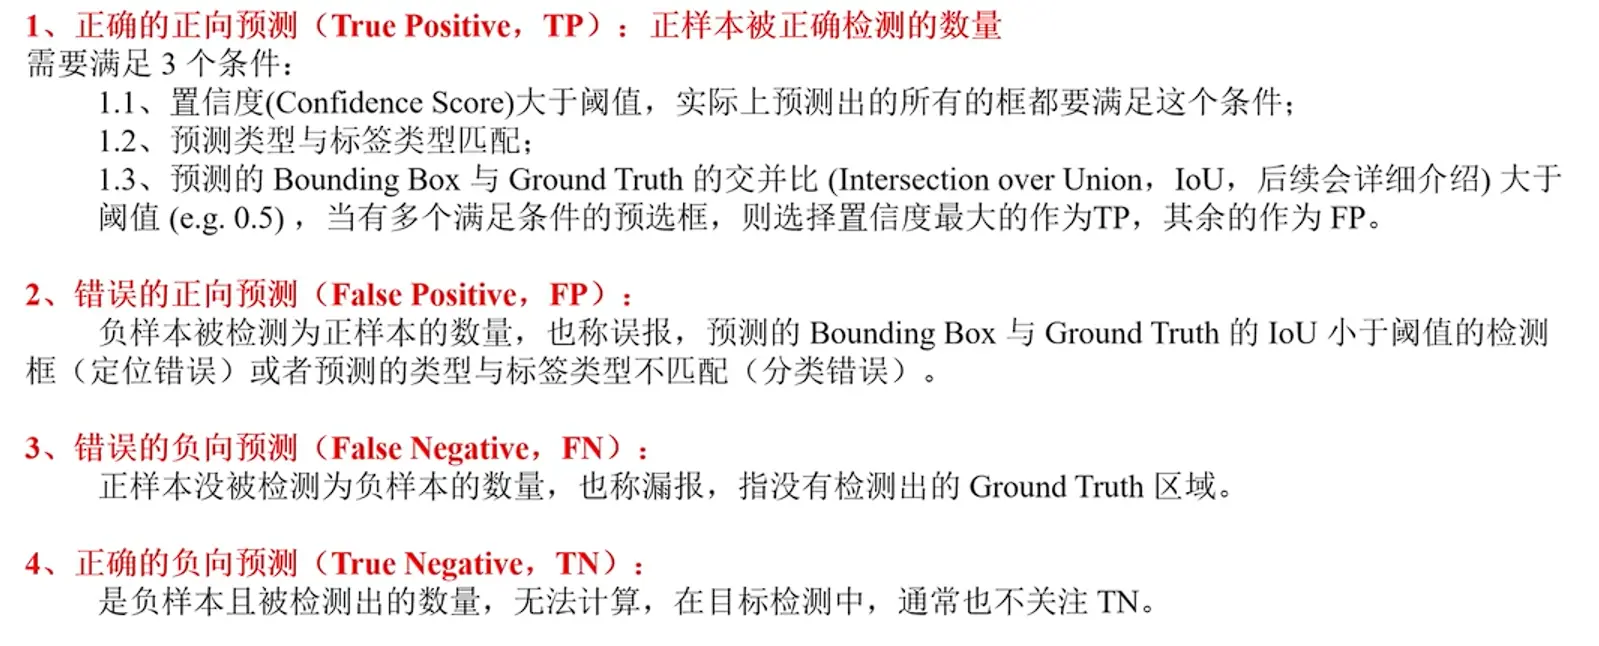 1、正确的正向预测（True Positive，TP）：正样本被正确检测的数量
需要满足 3 个条件：
1.1、置信度(Confidence Score)大于阈值，实际上预测出的所有的框都要满足这个条件；
1.2、预测类型与标签类型匹配；
1.3、预测的 Bounding Box 与 Ground Truth 的交并比 (Intersection over Union，IoU，后续会详细介绍) 大于
阈值 (e.g. 0.5) ，当有多个满足条件的预选框，则选择置信度最大的作为TP，其余的作为 FP。
2、错误的正向预测（False Positive，FP）：
负样本被检测为正样本的数量，也称误报，预测的 Bounding Box 与 Ground Truth 的 IoU 小于阈值的检测
框（定位错误）或者预测的类型与标签类型不匹配（分类错误）。
3、错误的负向预测（False Negative，FN）：
正样本没被检测为负样本的数量，也称漏报，指没有检测出的 Ground Truth 区域。
4、正确的负向预测（True Negative，TN）：
是负样本且被检测出的数量，无法计算，在目标检测中，通常也不关注 TN。